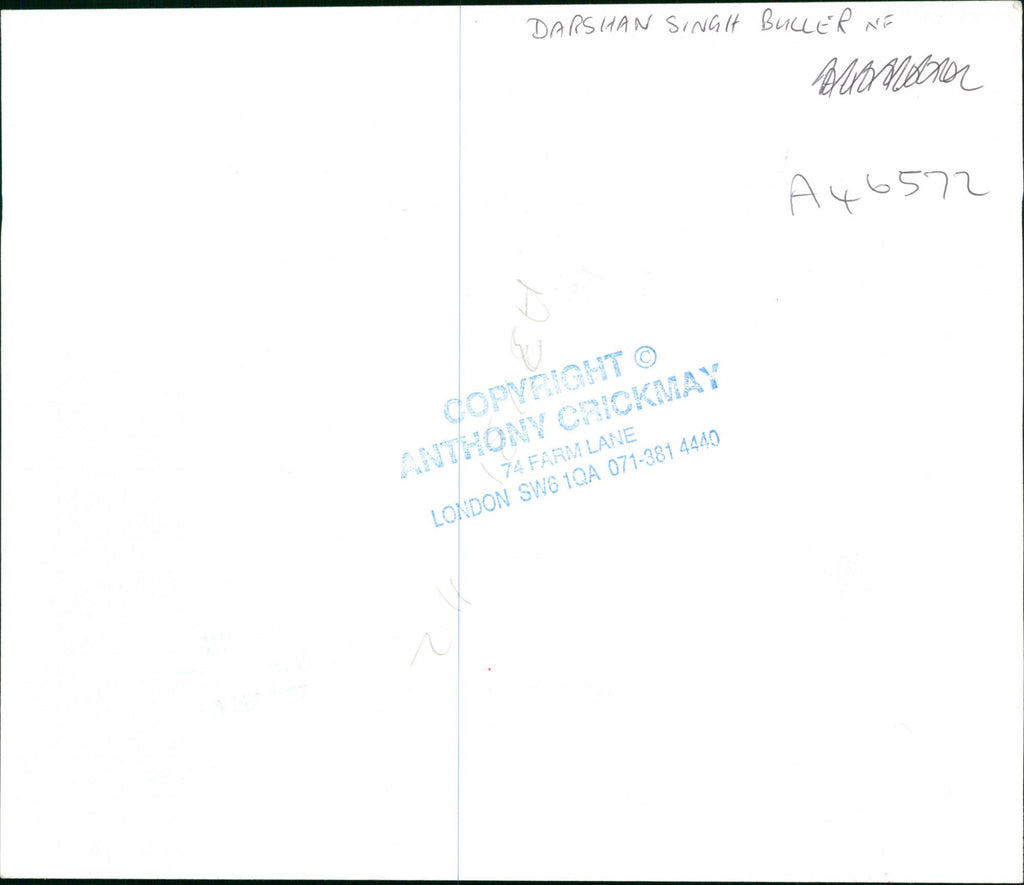 DARSHAN SINGH BULLER NF
A46572
COPYRIGHT ©
ANTHONY CRICKMAY
74 FARM LANE
LONDON SW6 1QA 071-381 4440